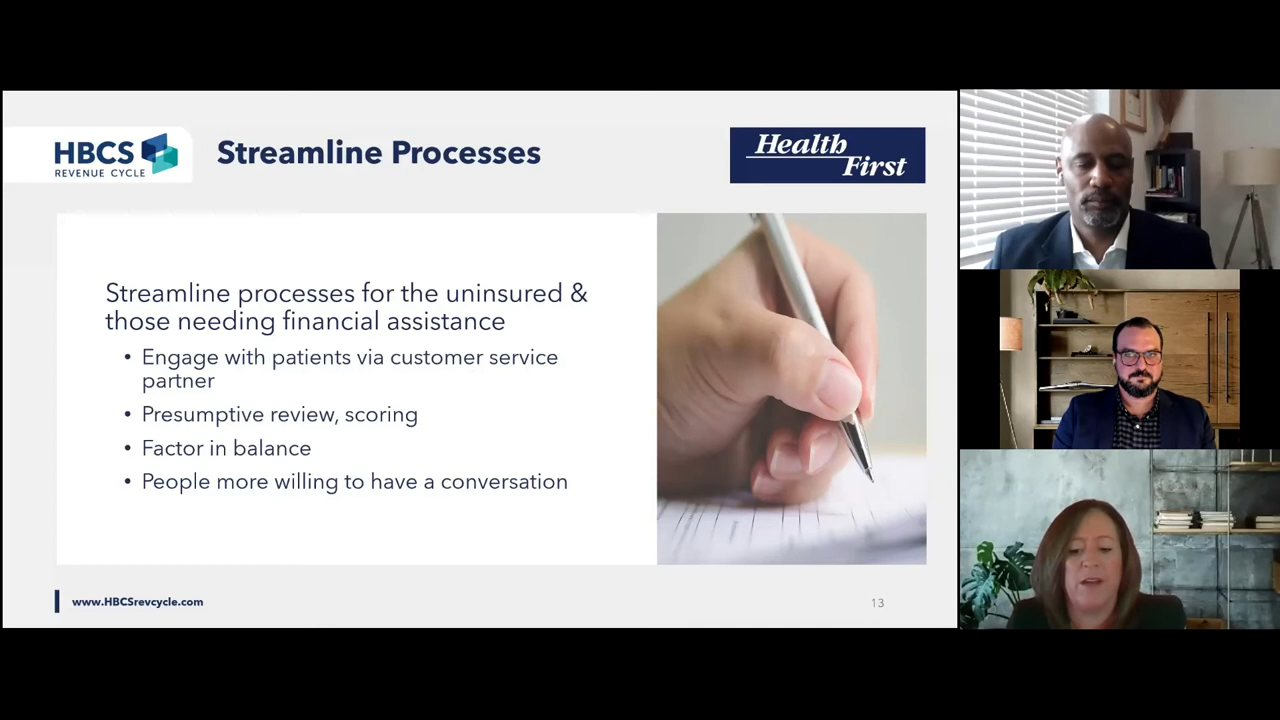 HBCS
REVENUE CYCLE
Streamline Processes
Health
First
Streamline processes for the uninsured &
those needing financial assistance
• Engage with patients via customer service
partner
• Presumptive review, scoring
• Factor in balance
• People more willing to have a conversation
www.HBCSrevcycle.com
13